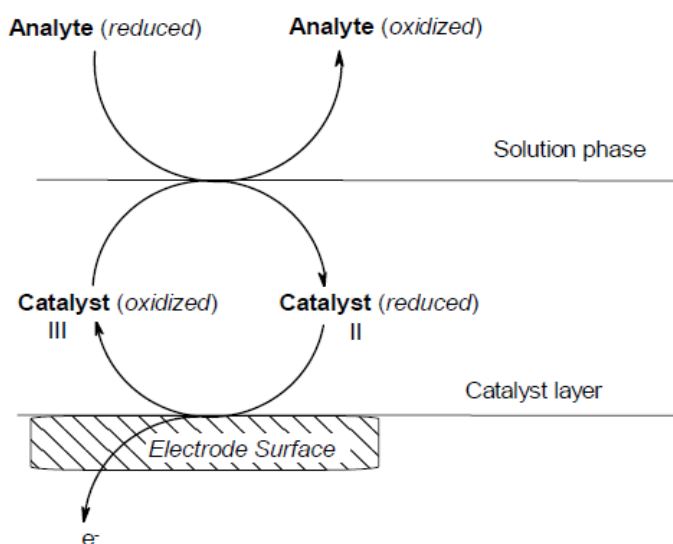 Analyte (reduced) Analyte (oxidized)
Solution phase
Catalyst (oxidized) Catalyst (reduced)
III II
Catalyst layer
Electrode Surface
e-